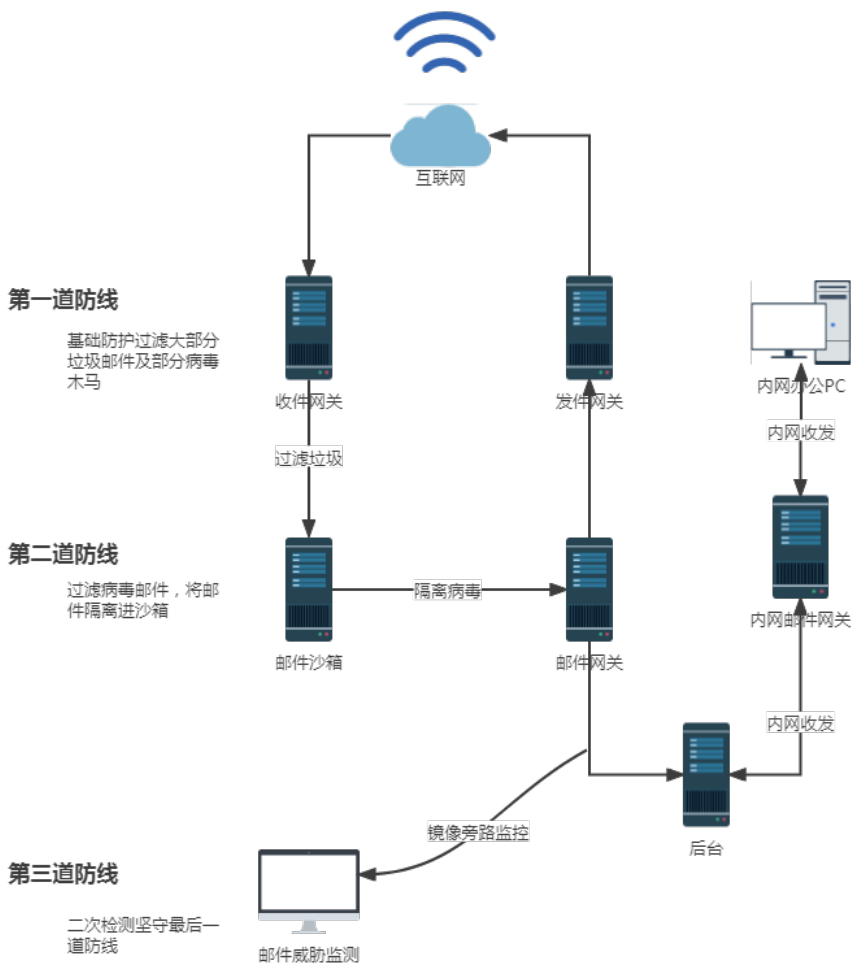 互联网
第一道防线
基础防护过滤大部分
垃圾邮件及部分病毒
木马
收件网关
发件网关
内网办公PC
内网收发
过滤垃圾
第二道防线
过滤病毒邮件，将邮
件隔离进沙箱
隔离病毒
内网邮件网关
邮件沙箱
邮件网关
内网收发
镜像旁路监控
后台
第三道防线
二次检测坚守最后一
道防线
邮件威胁监测